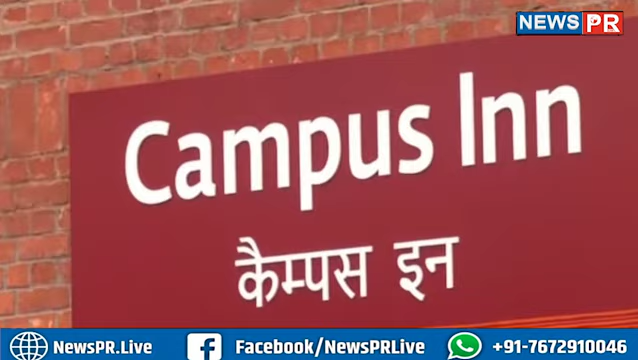 NEWS PR
Campus Inn
कैम्पस इन
NewsPR.Live Facebook/NewsPRLive +91-7672910046